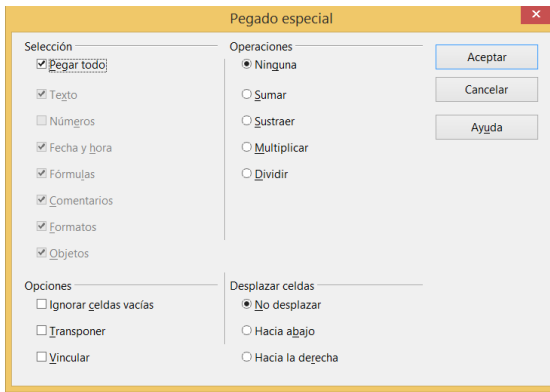 Pegado especial
Selección
Pegar todo
Texto
Números
Fecha y hora
Fórmulas
Comentarios
Formatos
Objetos
Operaciones
Ninguna
Sumar
Sustraer
Multiplicar
Dividir
Aceptar
Cancelar
Ayuda
Opciones
Ignorar celdas vacías
Transponer
Vincular
Desplazar celdas
No desplazar
Hacia abajo
Hacia la derecha